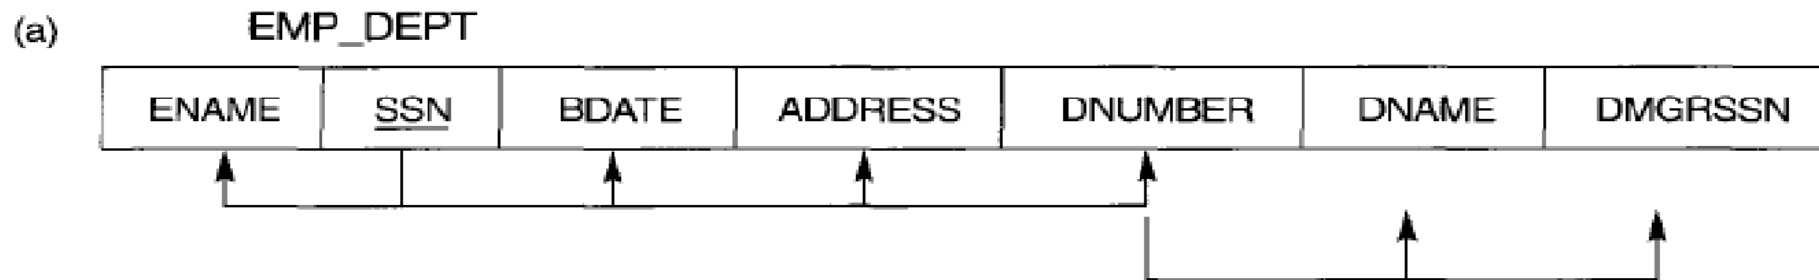 (a) EMP_DEPT
ENAME SSN BDATE ADDRESS DNUMBER DNAME DMGRSSN